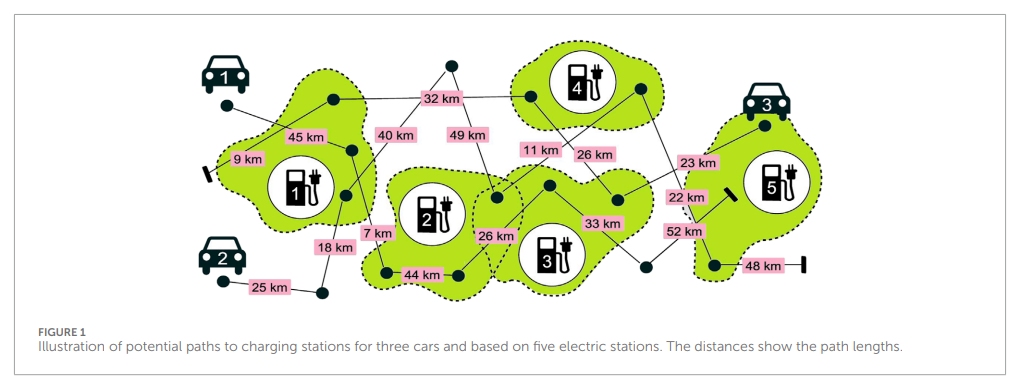 1
4
3
32 km
45 km
40 km
49 km
11 km
26 km
9 km
23 km
1
5
2
22 km
7 km
26 km
33 km
52 km
18 km
2
3
44 km
48 km
25 km
FIGURE 1
Illustration of potential paths to charging stations for three cars and based on five electric stations. The distances show the path lengths.